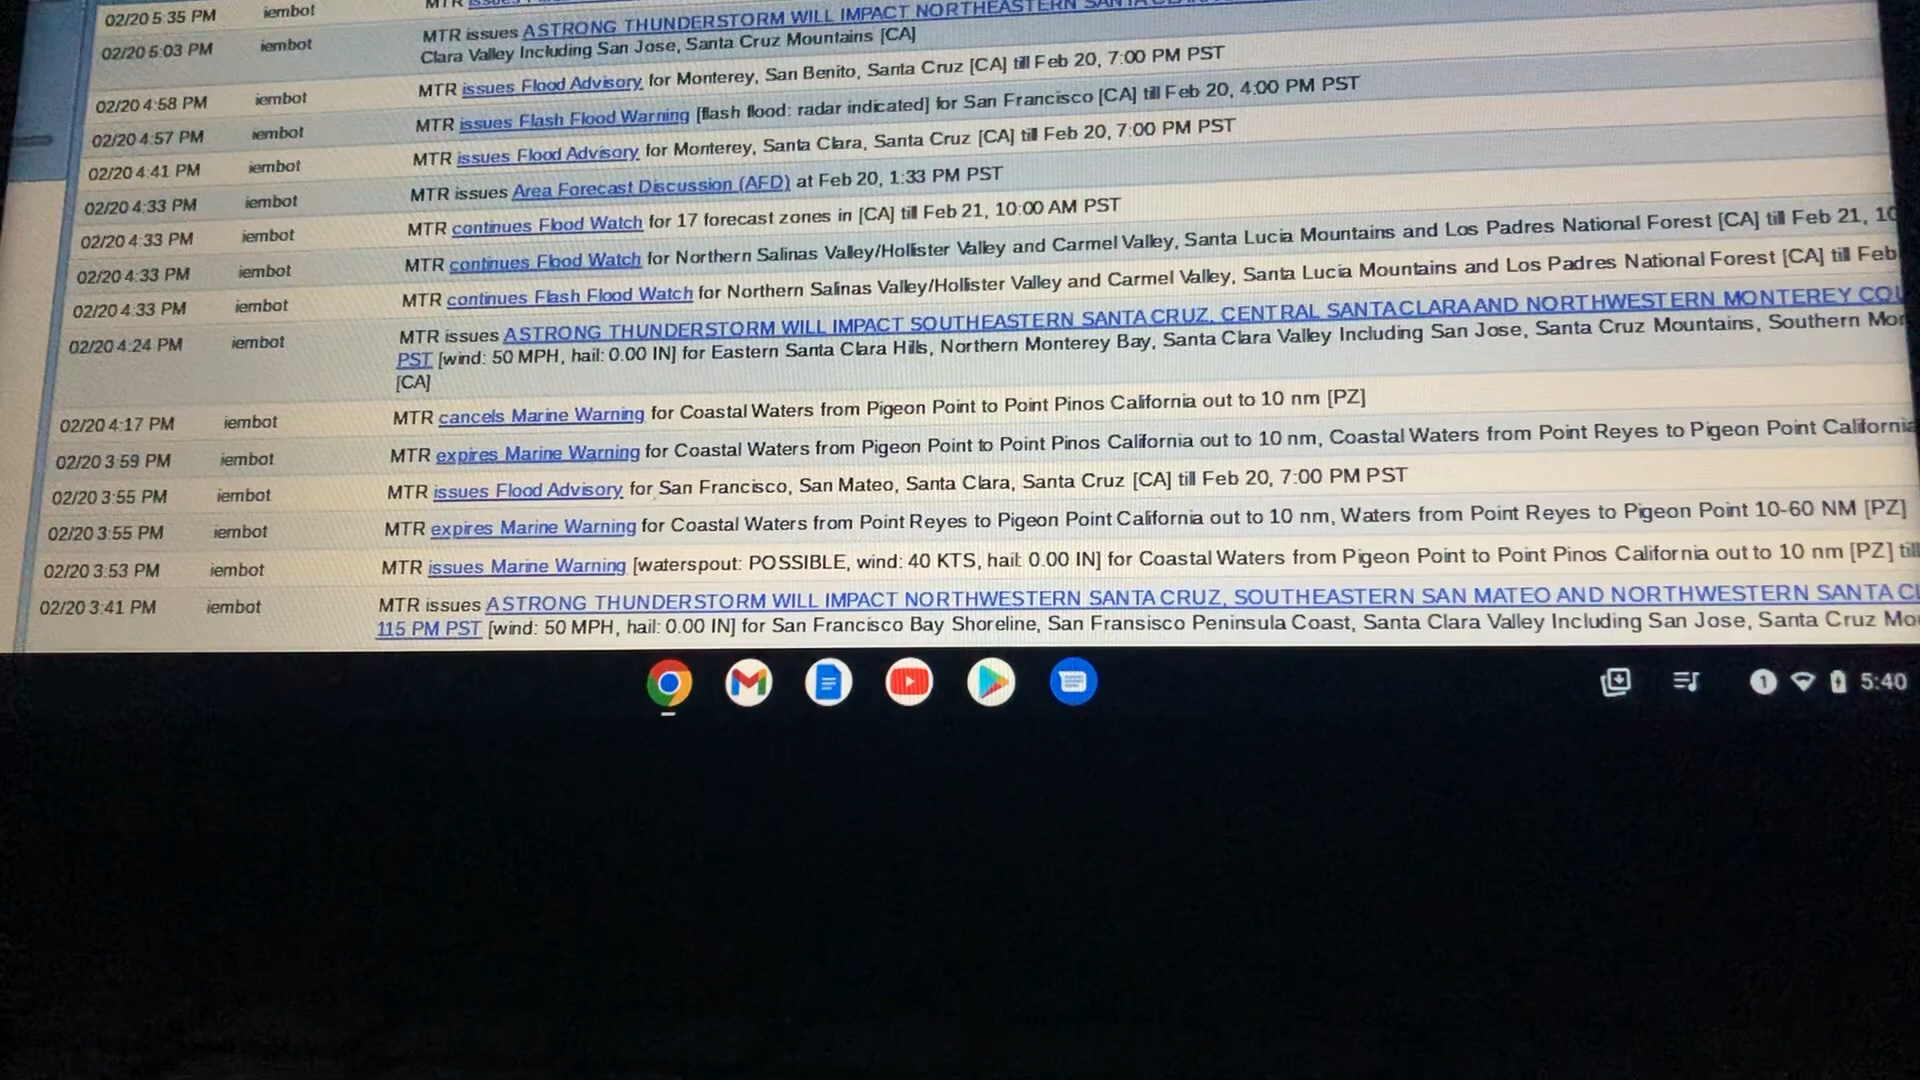 02/20 5:35 PM iembot MTR issues
02/20 5:03 PM iembot MTR issues A STRONG THUNDERSTORM WILL IMPACT NORTHEASTERN
Clara Valley Including San Jose, Santa Cruz Mountains [CA]
02/20 4:58 PM iembot MTR issues Flood Advisory for Monterey, San Benito, Santa Cruz [CA] till Feb 20, 7:00 PM PST
02/20 4:57 PM iembot MTR issues Flash Flood Warning [flash flood: radar indicated] for San Francisco [CA] till Feb 20, 4:00 PM PST
02/20 4:41 PM iembot MTR issues Flood Advisory for Monterey, Santa Clara, Santa Cruz [CA] till Feb 20, 7:00 PM PST
02/20 4:33 PM iembot MTR issues Area Forecast Discussion (AFD) at Feb 20, 1:33 PM PST
02/20 4:33 PM iembot MTR continues Flood Watch for 17 forecast zones in [CA] till Feb 21, 10:00 AM PST
02/20 4:33 PM iembot MTR continues Flood Watch for Northern Salinas Valley/Hollister Valley and Carmel Valley, Santa Lucia Mountains and Los Padres National Forest [CA] till Feb 21, 10
02/20 4:33 PM iembot MTR continues Flash Flood Watch for Northern Salinas Valley/Hollister Valley and Carmel Valley, Santa Lucia Mountains and Los Padres National Forest [CA] till Feb
02/20 4:24 PM iembot MTR issues A STRONG THUNDERSTORM WILL IMPACT SOUTHEASTERN SANTA CRUZ, CENTRAL SANTA CLARA AND NORTHWESTERN MONTEREY COU
PST [wind: 50 MPH, hail: 0.00 IN] for Eastern Santa Clara Hills, Northern Monterey Bay, Santa Clara Valley Including San Jose, Santa Cruz Mountains, Southern Mon
[CA]
02/20 4:17 PM iembot MTR cancels Marine Warning for Coastal Waters from Pigeon Point to Point Pinos California out to 10 nm [PZ]
02/20 3:59 PM iembot MTR expires Marine Warning for Coastal Waters from Pigeon Point to Point Pinos California out to 10 nm, Coastal Waters from Point Reyes to Pigeon Point California
02/20 3:55 PM iembot MTR issues Flood Advisory for San Francisco, San Mateo, Santa Clara, Santa Cruz [CA] till Feb 20, 7:00 PM PST
02/20 3:55 PM iembot MTR expires Marine Warning for Coastal Waters from Point Reyes to Pigeon Point California out to 10 nm, Waters from Point Reyes to Pigeon Point 10-60 NM [PZ]
02/20 3:53 PM iembot MTR issues Marine Warning [waterspout: POSSIBLE, wind: 40 KTS, hail: 0.00 IN] for Coastal Waters from Pigeon Point to Point Pinos California out to 10 nm [PZ] till
02/20 3:41 PM iembot MTR issues A STRONG THUNDERSTORM WILL IMPACT NORTHWESTERN SANTA CRUZ, SOUTHEASTERN SAN MATEO AND NORTHWESTERN SANTA CL
115 PM PST [wind: 50 MPH, hail: 0.00 IN] for San Francisco Bay Shoreline, San Fransisco Peninsula Coast, Santa Clara Valley Including San Jose, Santa Cruz Mo
1 5:40